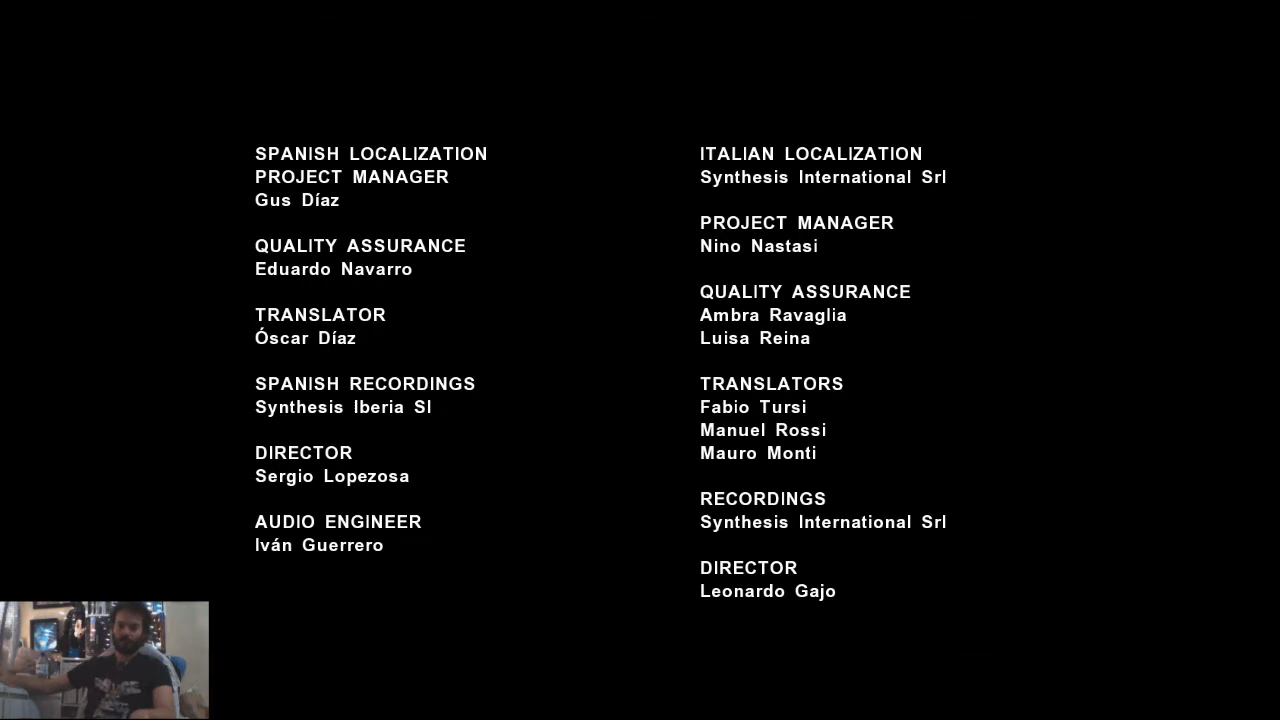 SPANISH LOCALIZATION
PROJECT MANAGER
Gus Díaz
QUALITY ASSURANCE
Eduardo Navarro
TRANSLATOR
Óscar Díaz
SPANISH RECORDINGS
Synthesis Iberia Sl
DIRECTOR
Sergio Lopezosa
AUDIO ENGINEER
Iván Guerrero
ITALIAN LOCALIZATION
Synthesis International Srl
PROJECT MANAGER
Nino Nastasi
QUALITY ASSURANCE
Ambra Ravaglia
Luisa Reina
TRANSLATORS
Fabio Tursi
Manuel Rossi
Mauro Monti
RECORDINGS
Synthesis International Srl
DIRECTOR
Leonardo Gajo